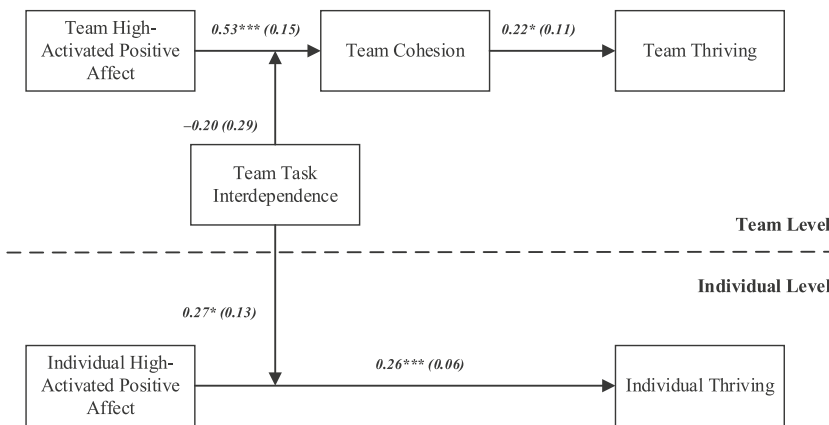 Team High-
Activated Positive
Affect
0.53*** (0.15)
Team Cohesion
0.22* (0.11)
Team Thriving
–0.20 (0.29)
Team Task
Interdependence
Team Level
Individual Level
0.27* (0.13)
Individual High-
Activated Positive
Affect
0.26*** (0.06)
Individual Thriving